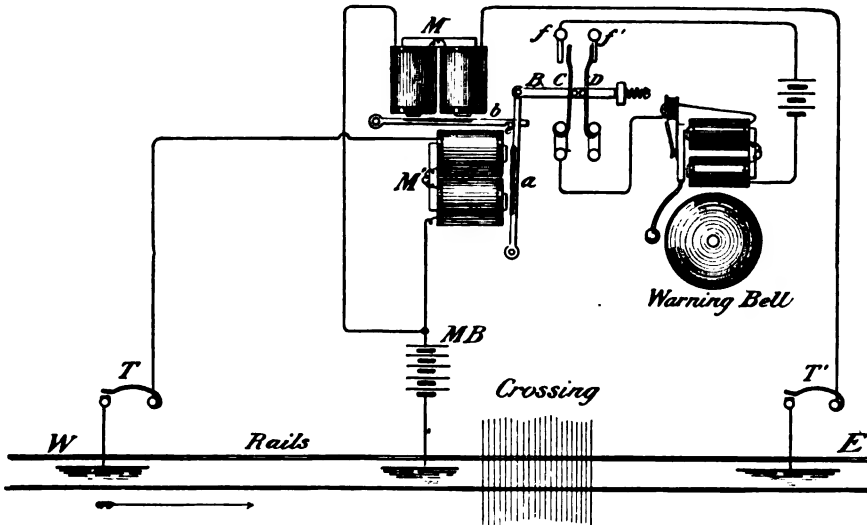 M
f f'
B C D
b
M'
a
Warning Bell
MB
T
Crossing
T"
W
Rails
E